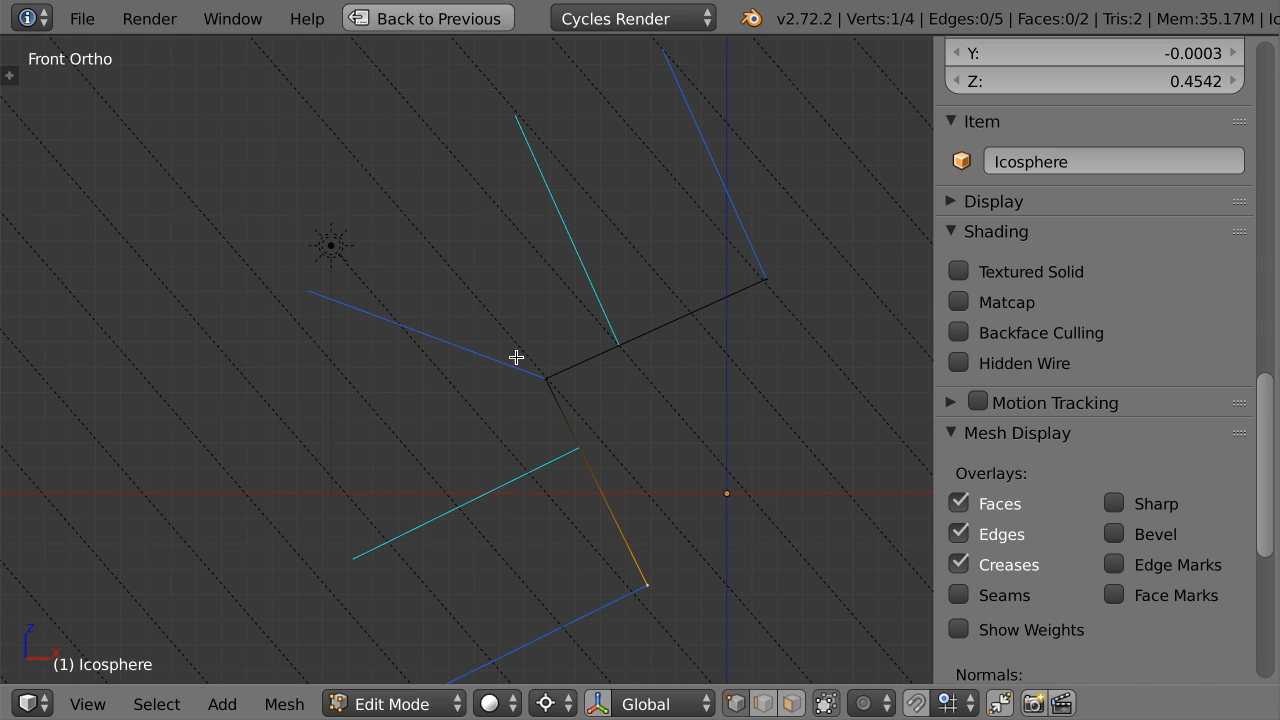 File Render Window Help Back to Previous Cycles Render v2.72.2 | Verts:1/4 | Edges:0/5 | Faces:0/2 | Tris:2 | Mem:35.17M |
Front Ortho
Y: -0.0003
Z: 0.4542
Item
Icosphere
Display
Shading
Textured Solid
Matcap
Backface Culling
Hidden Wire
Motion Tracking
Mesh Display
Overlays:
Faces Sharp
Edges Bevel
Creases Edge Marks
Seams Face Marks
Show Weights
Normals:
z
x
(1) Icosphere
View Select Add Mesh Edit Mode Global